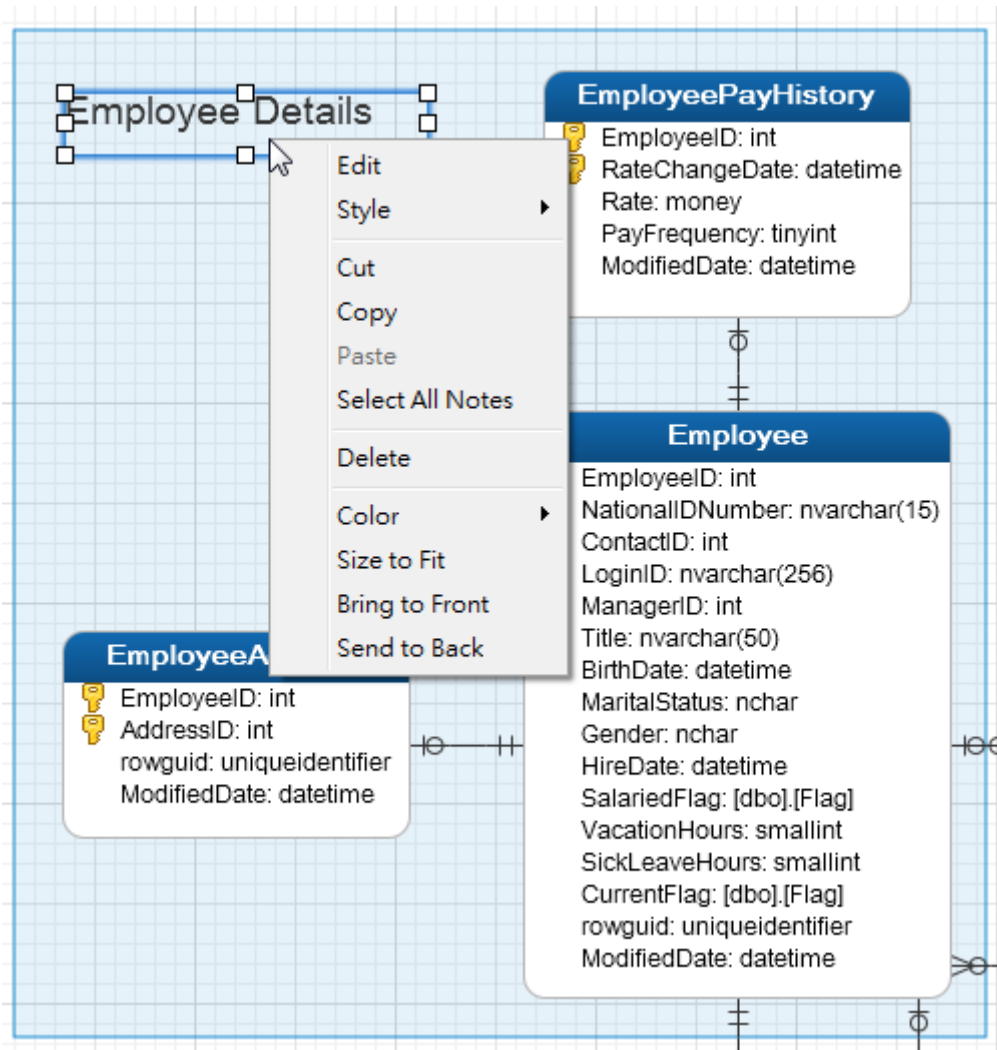 Employee Details
EmployeePayHistory
EmployeeID: int
RateChangeDate: datetime
Rate: money
PayFrequency: tinyint
ModifiedDate: datetime
Edit
Style
Cut
Copy
Paste
Select All Notes
Delete
Color
Size to Fit
Bring to Front
Send to Back
Employee
EmployeeID: int
NationalIDNumber: nvarchar(15)
ContactID: int
LoginID: nvarchar(256)
ManagerID: int
Title: nvarchar(50)
BirthDate: datetime
MaritalStatus: nchar
Gender: nchar
HireDate: datetime
SalariedFlag: [dbo].[Flag]
VacationHours: smallint
SickLeaveHours: smallint
CurrentFlag: [dbo].[Flag]
rowguid: uniqueidentifier
ModifiedDate: datetime
EmployeeA
EmployeeID: int
AddressID: int
rowguid: uniqueidentifier
ModifiedDate: datetime